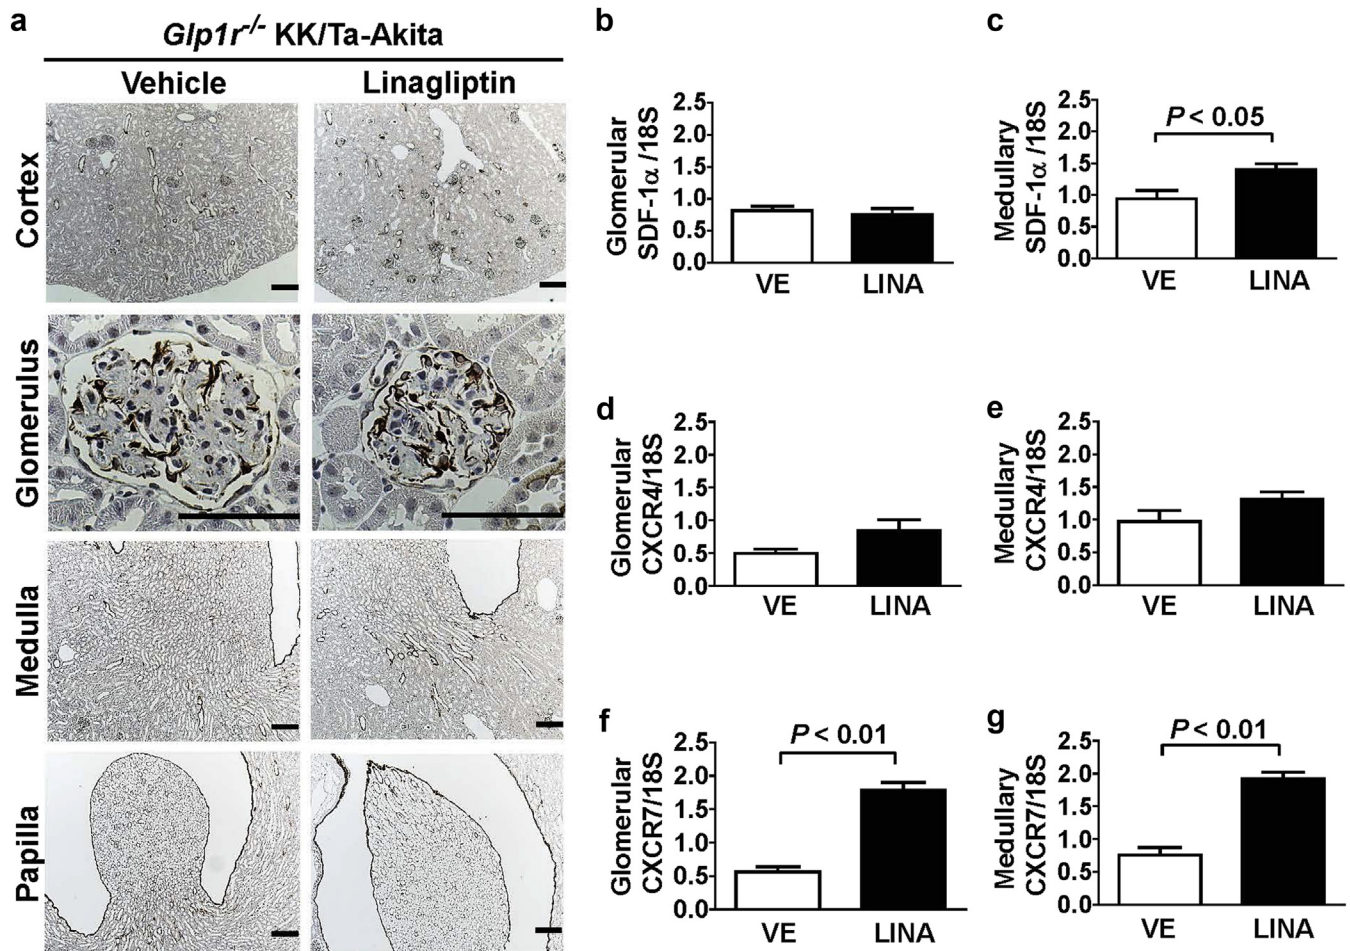 a
Glp1r-/- KK/Ta-Akita
Vehicle
Linagliptin
Cortex
Glomerulus
Medulla
Papilla
b
Glomerular
SDF-1α/18S
2.5
2.0
1.5
1.0
0.5
0.0
VE
LINA
c
Medullary
SDF-1α/18S
2.5
2.0
1.5
1.0
0.5
0.0
P < 0.05
VE
LINA
d
Glomerular
CXCR4/18S
2.5
2.0
1.5
1.0
0.5
0.0
VE
LINA
e
Medullary
CXCR4/18S
2.5
2.0
1.5
1.0
0.5
0.0
VE
LINA
f
Glomerular
CXCR7/18S
2.5
2.0
1.5
1.0
0.5
0.0
P < 0.01
VE
LINA
g
Medullary
CXCR7/18S
2.5
2.0
1.5
1.0
0.5
0.0
P < 0.01
VE
LINA